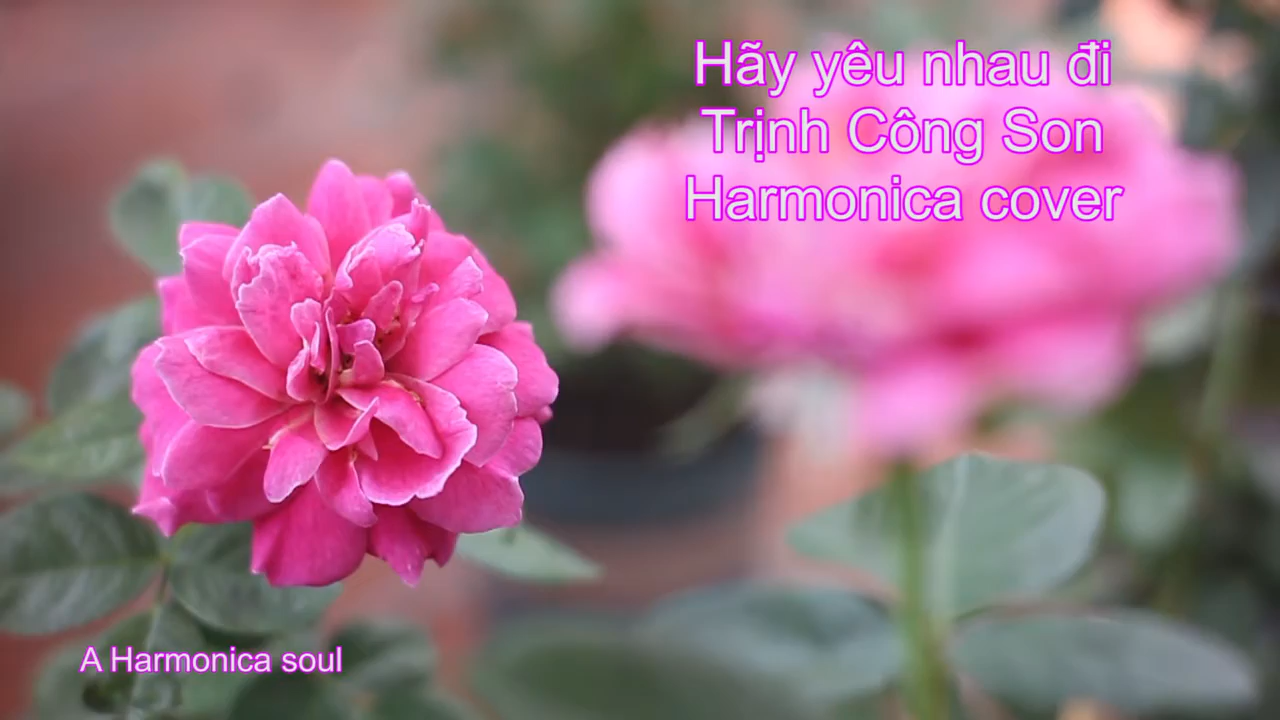 Hãy yêu nhau đi
Trịnh Công Son
Harmonica cover
A Harmonica soul